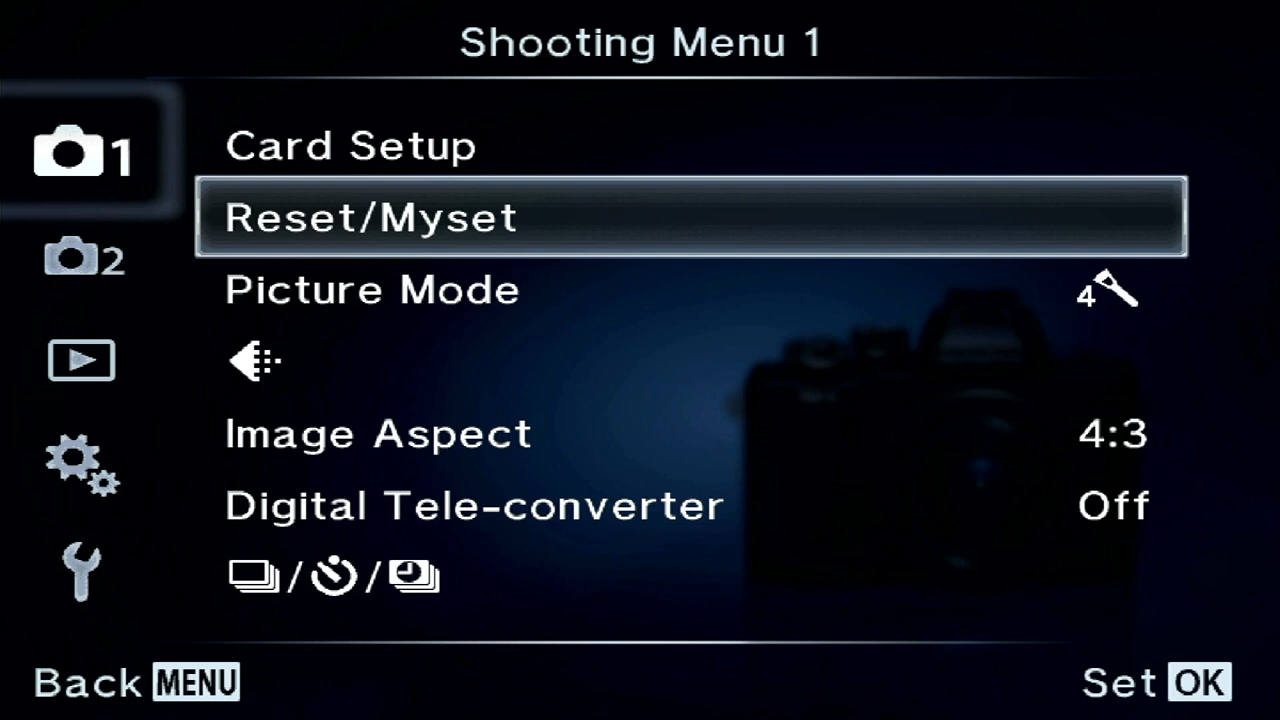 Shooting Menu 1
1
Card Setup
Reset/Myset
2
Picture Mode 4
Image Aspect 4:3
Digital Tele-converter Off
/ /
Back MENU Set OK